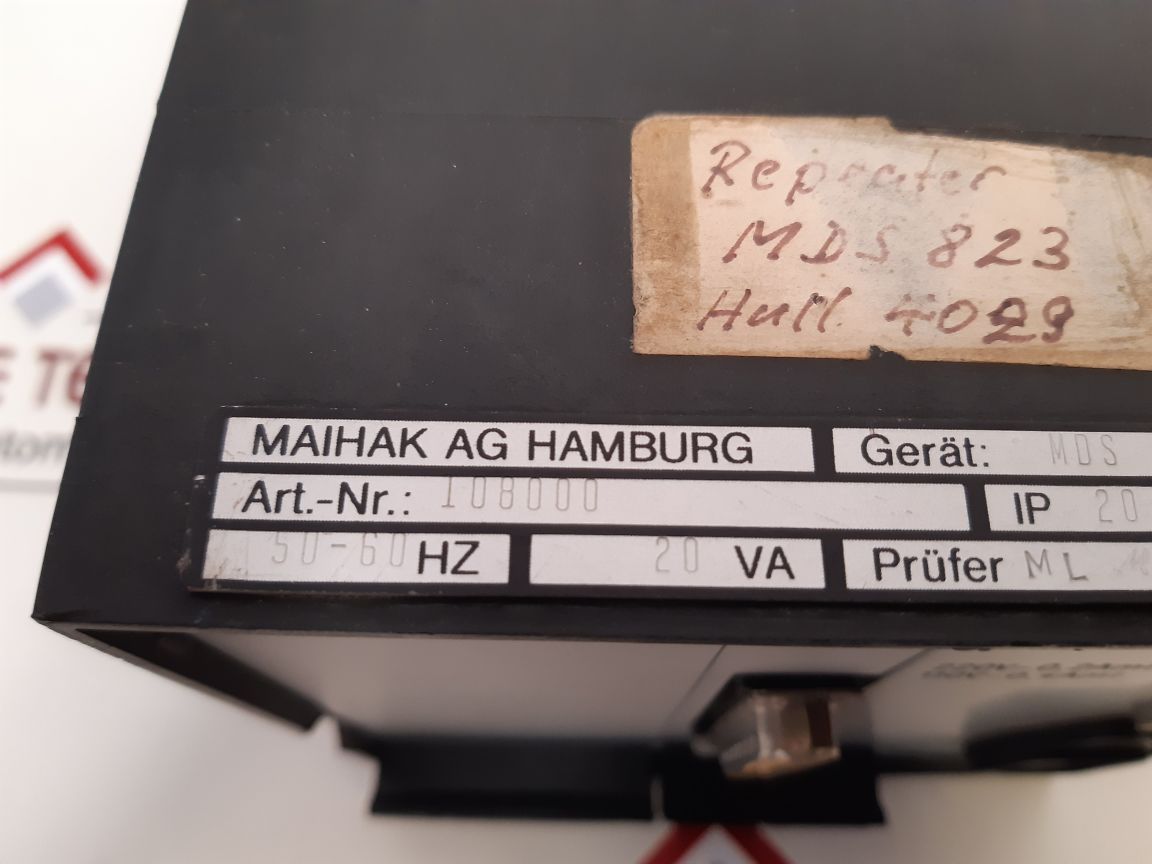 Repeater
MDS 823
Hull 4029
MAIHAK AG HAMBURG Gerät: MDS
Art.-Nr.: 108000 IP 20
50-60 HZ 20 VA Prüfer ML
E TE